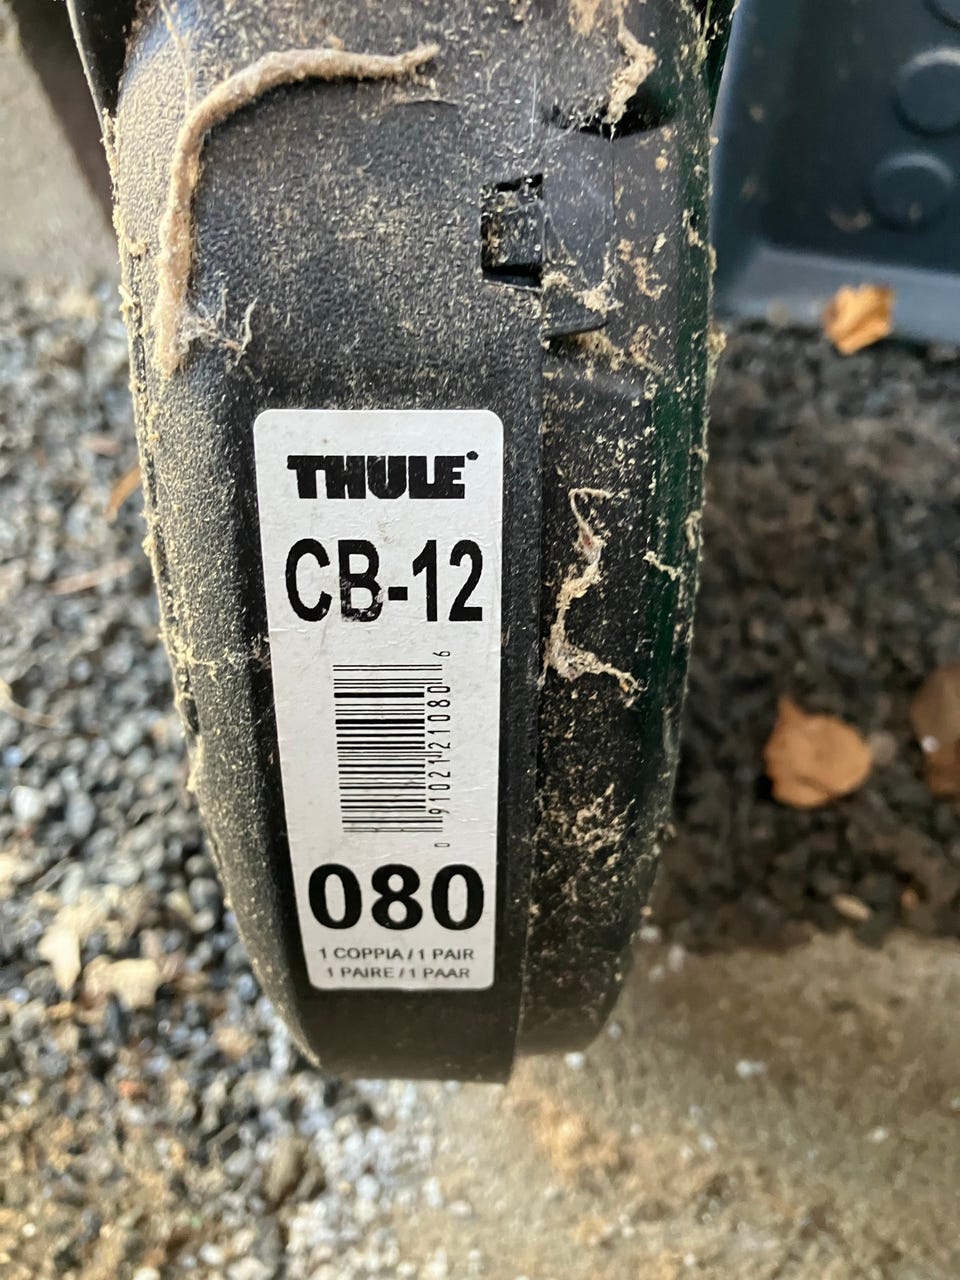 THULE®
CB-12
0 91021 21080 6
080
1 COPPIA / 1 PAIR
1 PAIRE / 1 PAAR